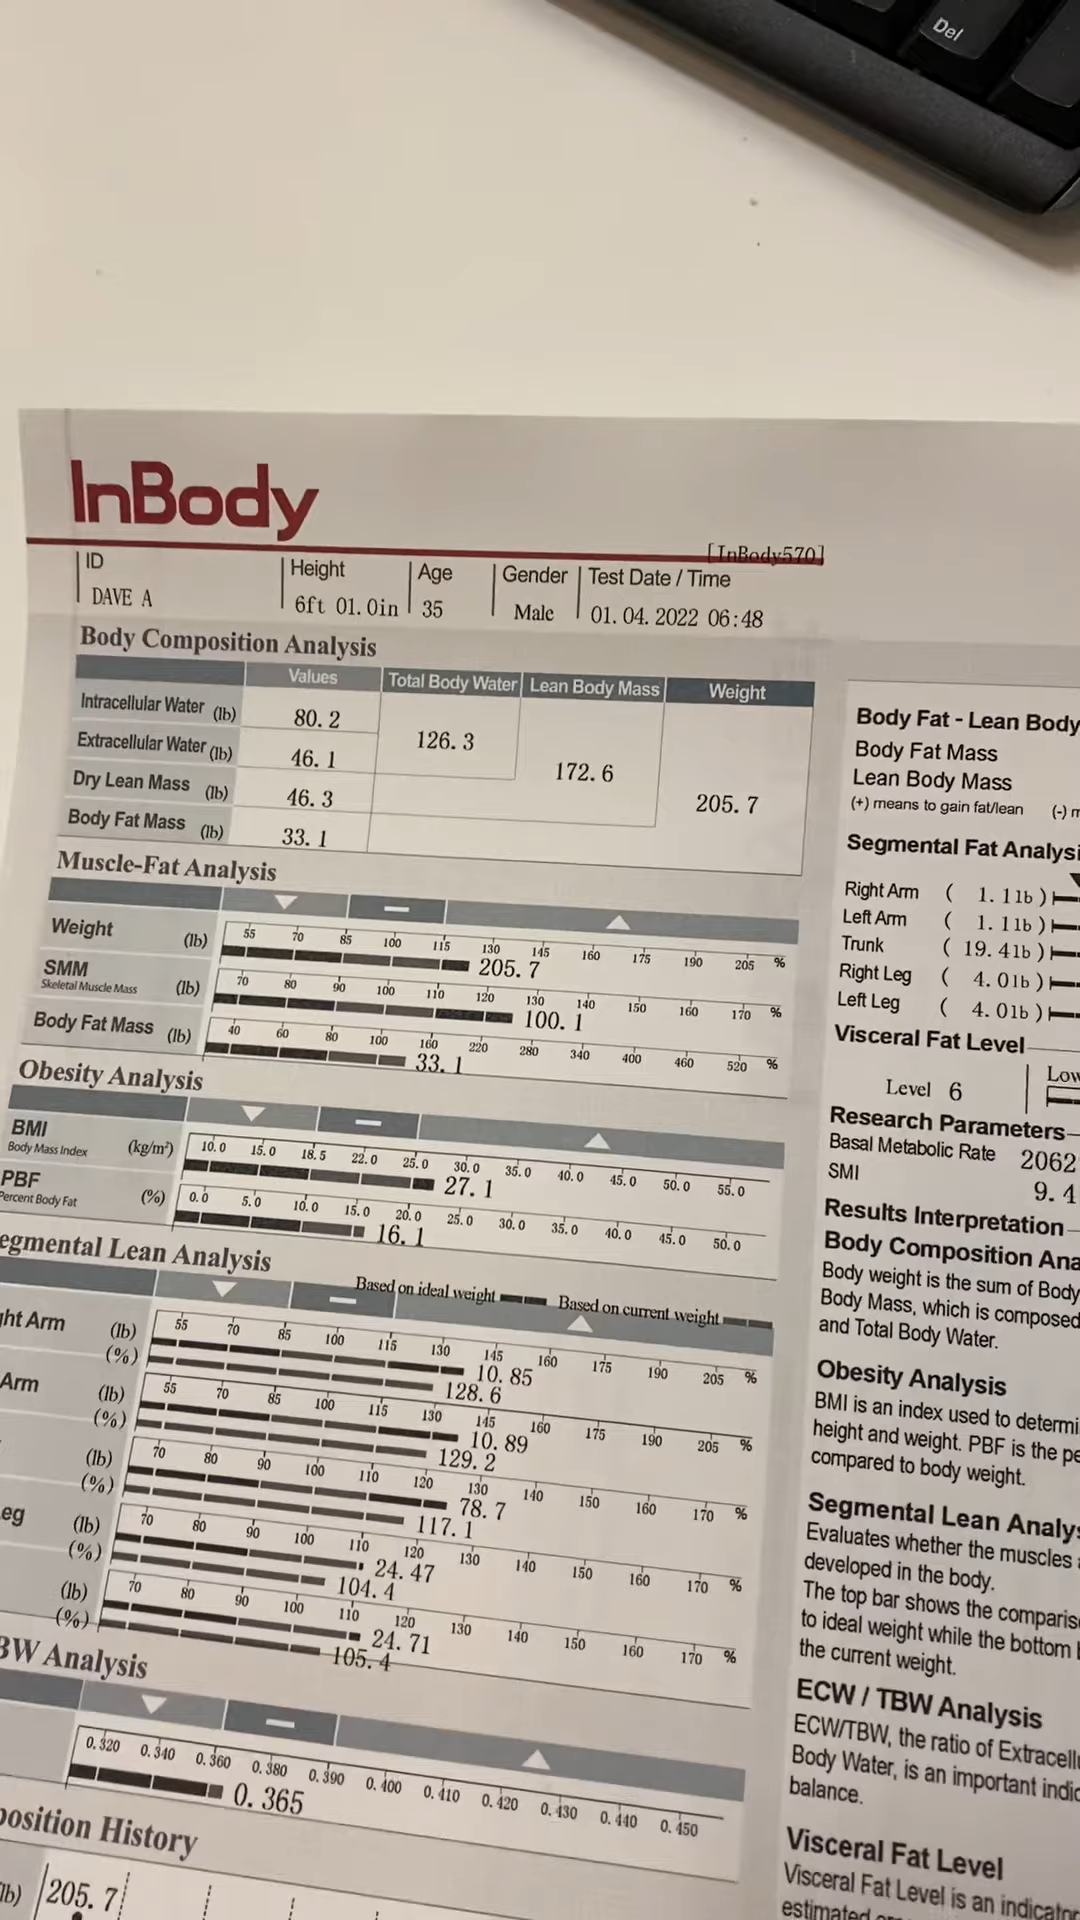 Del
InBody
[InBody570]
ID Height Age Gender Test Date / Time
DAVE A 6ft 01.0in 35 Male 01.04.2022 06:48
Body Composition Analysis
Values Total Body Water Lean Body Mass Weight
Intracellular Water (lb) 80.2 126.3 172.6 205.7
Extracellular Water (lb) 46.1
Dry Lean Mass (lb) 46.3
Body Fat Mass (lb) 33.1
Muscle-Fat Analysis
Weight (lb) 55 70 85 100 115 130 145 160 175 190 205 %
205.7
SMM (lb) 70 80 90 100 110 120 130 140 150 160 170 %
Skeletal Muscle Mass 100.1
Body Fat Mass (lb) 40 60 80 100 160 220 280 340 400 460 520 %
33.1
Obesity Analysis
BMI (kg/m²) 10.0 15.0 18.5 22.0 25.0 30.0 35.0 40.0 45.0 50.0 55.0
Body Mass Index 27.1
PBF (%) 0.0 5.0 10.0 15.0 20.0 25.0 30.0 35.0 40.0 45.0 50.0
Percent Body Fat 16.1
egmental Lean Analysis
Based on ideal weight Based on current weight
ht Arm (lb) 55 70 85 100 115 130 145 160 175 190 205 %
10.85
(%) 128.6
Arm (lb) 55 70 85 100 115 130 145 160 175 190 205 %
10.89
(%) 129.2
(lb) 70 80 90 100 110 120 130 140 150 160 170 %
78.7
(%) 117.1
eg (lb) 70 80 90 100 110 120 130 140 150 160 170 %
24.47
(%) 104.4
(lb) 70 80 90 100 110 120 130 140 150 160 170 %
24.71
(%) 105.4
BW Analysis
0.320 0.340 0.360 0.380 0.390 0.400 0.410 0.420 0.430 0.440 0.450
0.365
position History
lb) 205.7
Body Fat - Lean Body
Body Fat Mass
Lean Body Mass
(+) means to gain fat/lean (-) m
Segmental Fat Analysi
Right Arm ( 1.1lb )
Left Arm ( 1.1lb )
Trunk ( 19.4lb )
Right Leg ( 4.0lb )
Left Leg ( 4.0lb )
Visceral Fat Level
Level 6 Low
Research Parameters
Basal Metabolic Rate 2062
SMI 9.4
Results Interpretation
Body Composition Ana
Body weight is the sum of Body
Body Mass, which is composed
and Total Body Water.
Obesity Analysis
BMI is an index used to determi
height and weight. PBF is the pe
compared to body weight.
Segmental Lean Analys
Evaluates whether the muscles a
developed in the body.
The top bar shows the comparis
to ideal weight while the bottom b
the current weight.
ECW / TBW Analysis
ECW/TBW, the ratio of Extracell
Body Water, is an important indic
balance.
Visceral Fat Level
Visceral Fat Level is an indicator
estimated